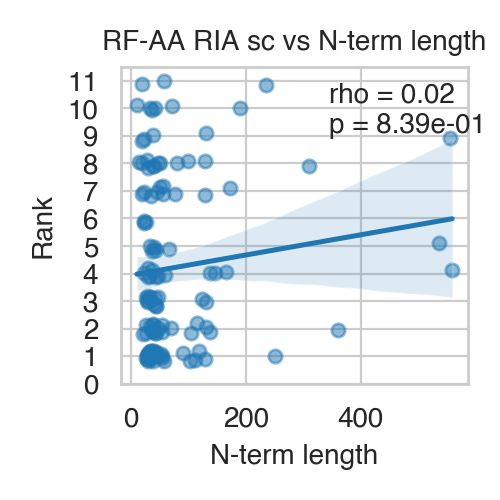 RF-AA RIA sc vs N-term length
rho = 0.02
p = 8.39e-01
11
10
9
8
7
6
5
4
3
2
1
0
Rank
0 200 400
N-term length